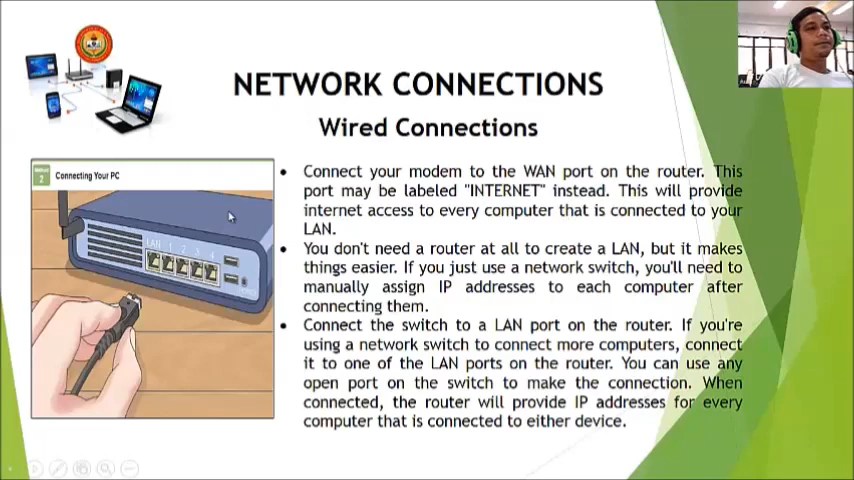 NETWORK CONNECTIONS
Wired Connections
2
Connecting Your PC
LAN 1 2 3 4
• Connect your modem to the WAN port on the router. This
port may be labeled "INTERNET" instead. This will provide
internet access to every computer that is connected to your
LAN.
• You don't need a router at all to create a LAN, but it makes
things easier. If you just use a network switch, you'll need to
manually assign IP addresses to each computer after
connecting them.
• Connect the switch to a LAN port on the router. If you're
using a network switch to connect more computers, connect
it to one of the LAN ports on the router. You can use any
open port on the switch to make the connection. When
connected, the router will provide IP addresses for every
computer that is connected to either device.